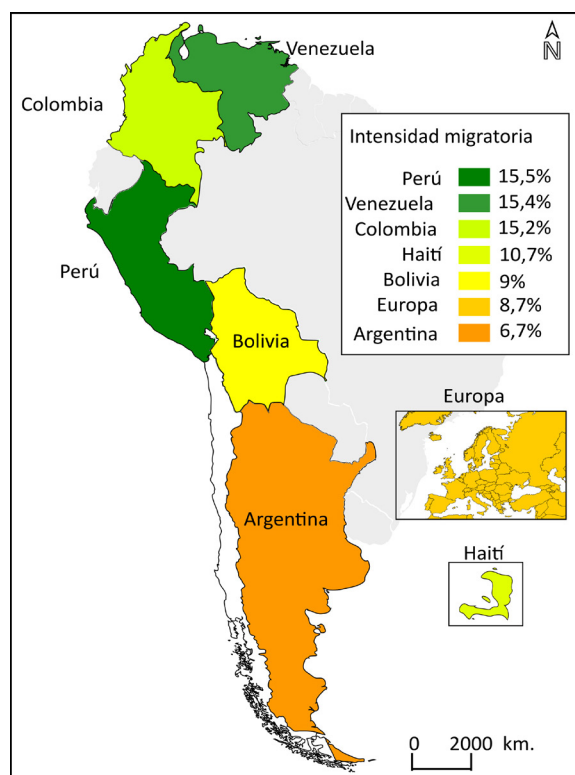 Venezuela
N
Colombia
Intensidad migratoria
Perú 15,5%
Venezuela 15,4%
Colombia 15,2%
Haití 10,7%
Bolivia 9%
Europa 8,7%
Argentina 6,7%
Perú
Bolivia
Europa
Argentina
Haití
0 2000 km.